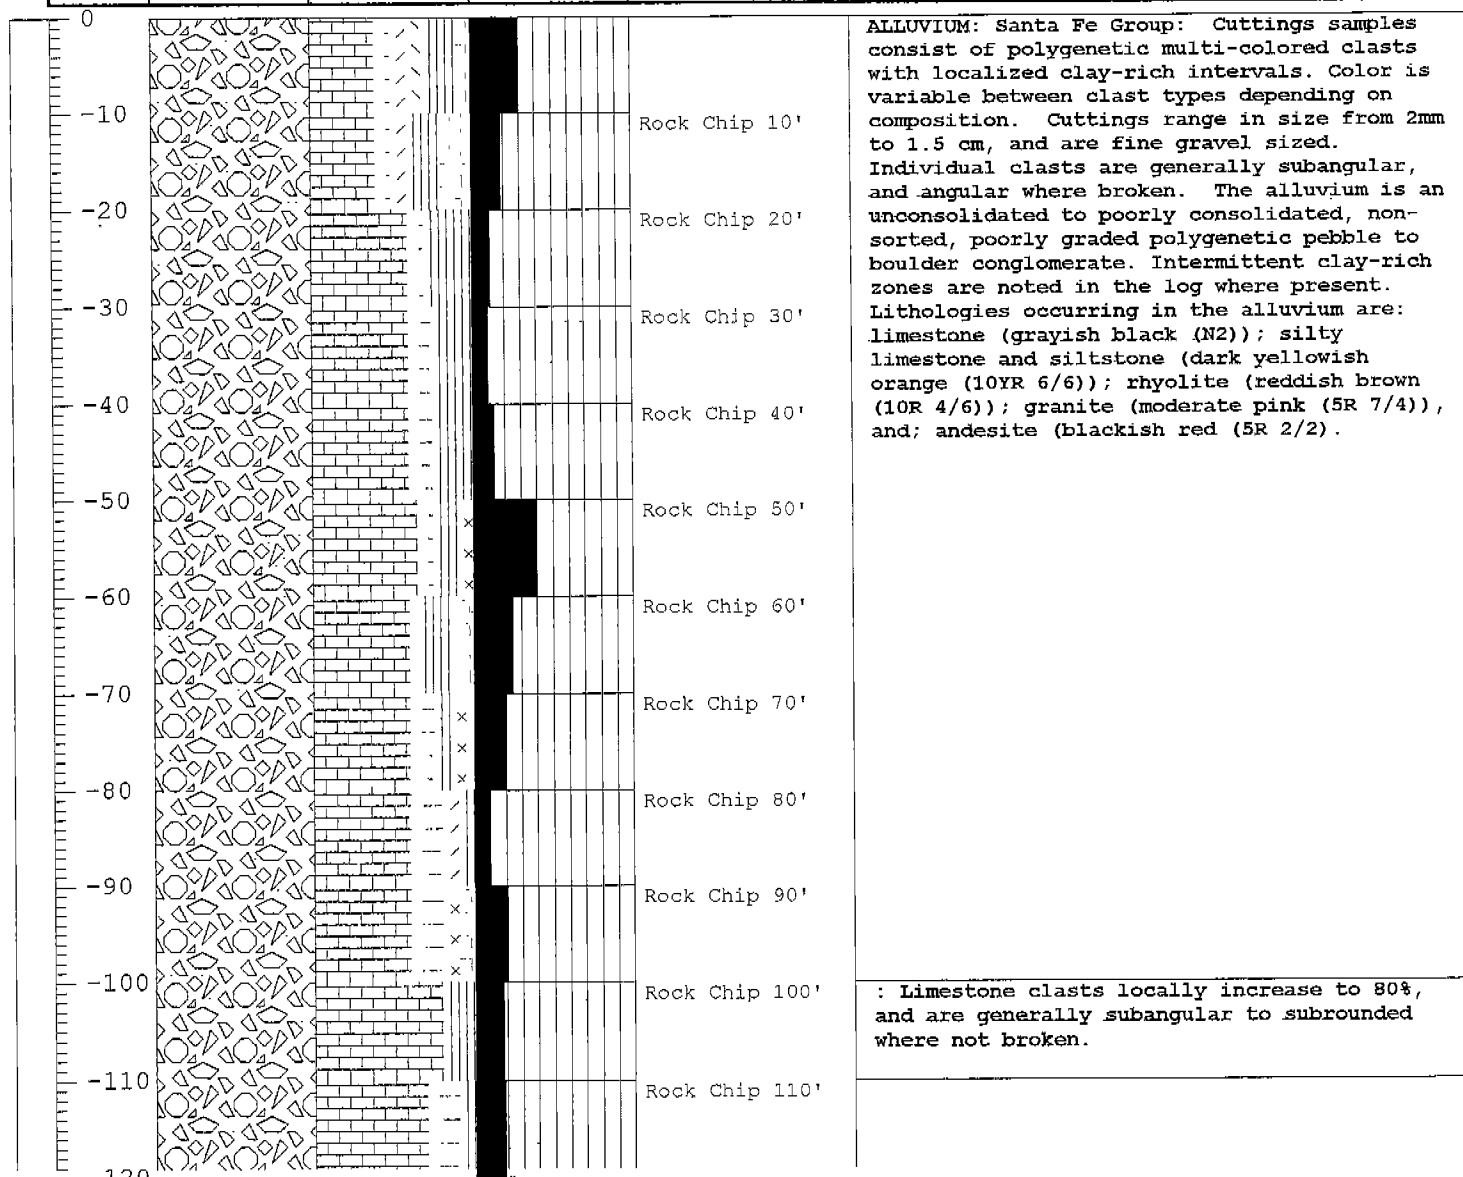 0
-10
-20
-30
-40
-50
-60
-70
-80
-90
-100
-110
Rock Chip 10'
Rock Chip 20'
Rock Chip 30'
Rock Chip 40'
Rock Chip 50'
Rock Chip 60'
Rock Chip 70'
Rock Chip 80'
Rock Chip 90'
Rock Chip 100'
Rock Chip 110'
ALLUVIUM: Santa Fe Group: Cuttings samples
consist of polygenetic multi-colored clasts
with localized clay-rich intervals. Color is
variable between clast types depending on
composition. Cuttings range in size from 2mm
to 1.5 cm, and are fine gravel sized.
Individual clasts are generally subangular,
and angular where broken. The alluvium is an
unconsolidated to poorly consolidated, non-
sorted, poorly graded polygenetic pebble to
boulder conglomerate. Intermittent clay-rich
zones are noted in the log where present.
Lithologies occurring in the alluvium are:
limestone (grayish black (N2)); silty
limestone and siltstone (dark yellowish
orange (10YR 6/6)); rhyolite (reddish brown
(10R 4/6)); granite (moderate pink (5R 7/4)),
and; andesite (blackish red (5R 2/2).
: Limestone clasts locally increase to 80%,
and are generally subangular to subrounded
where not broken.